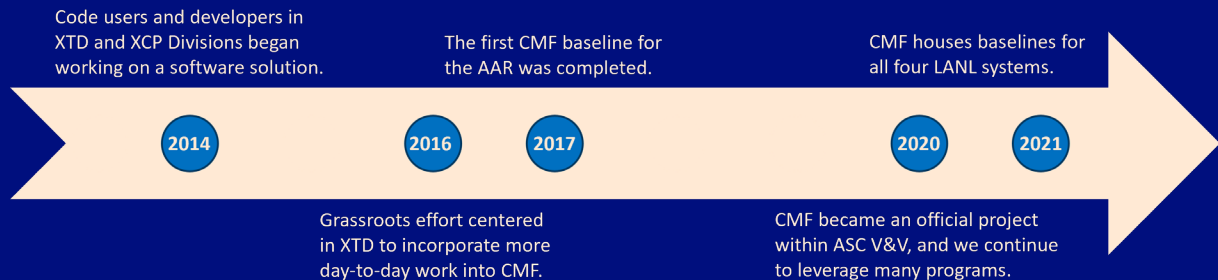 Code users and developers in
XTD and XCP Divisions began
working on a software solution.
The first CMF baseline for
the AAR was completed.
CMF houses baselines for
all four LANL systems.
2014
2016
2017
2020
2021
Grassroots effort centered
in XTD to incorporate more
day-to-day work into CMF.
CMF became an official project
within ASC V&V, and we continue
to leverage many programs.